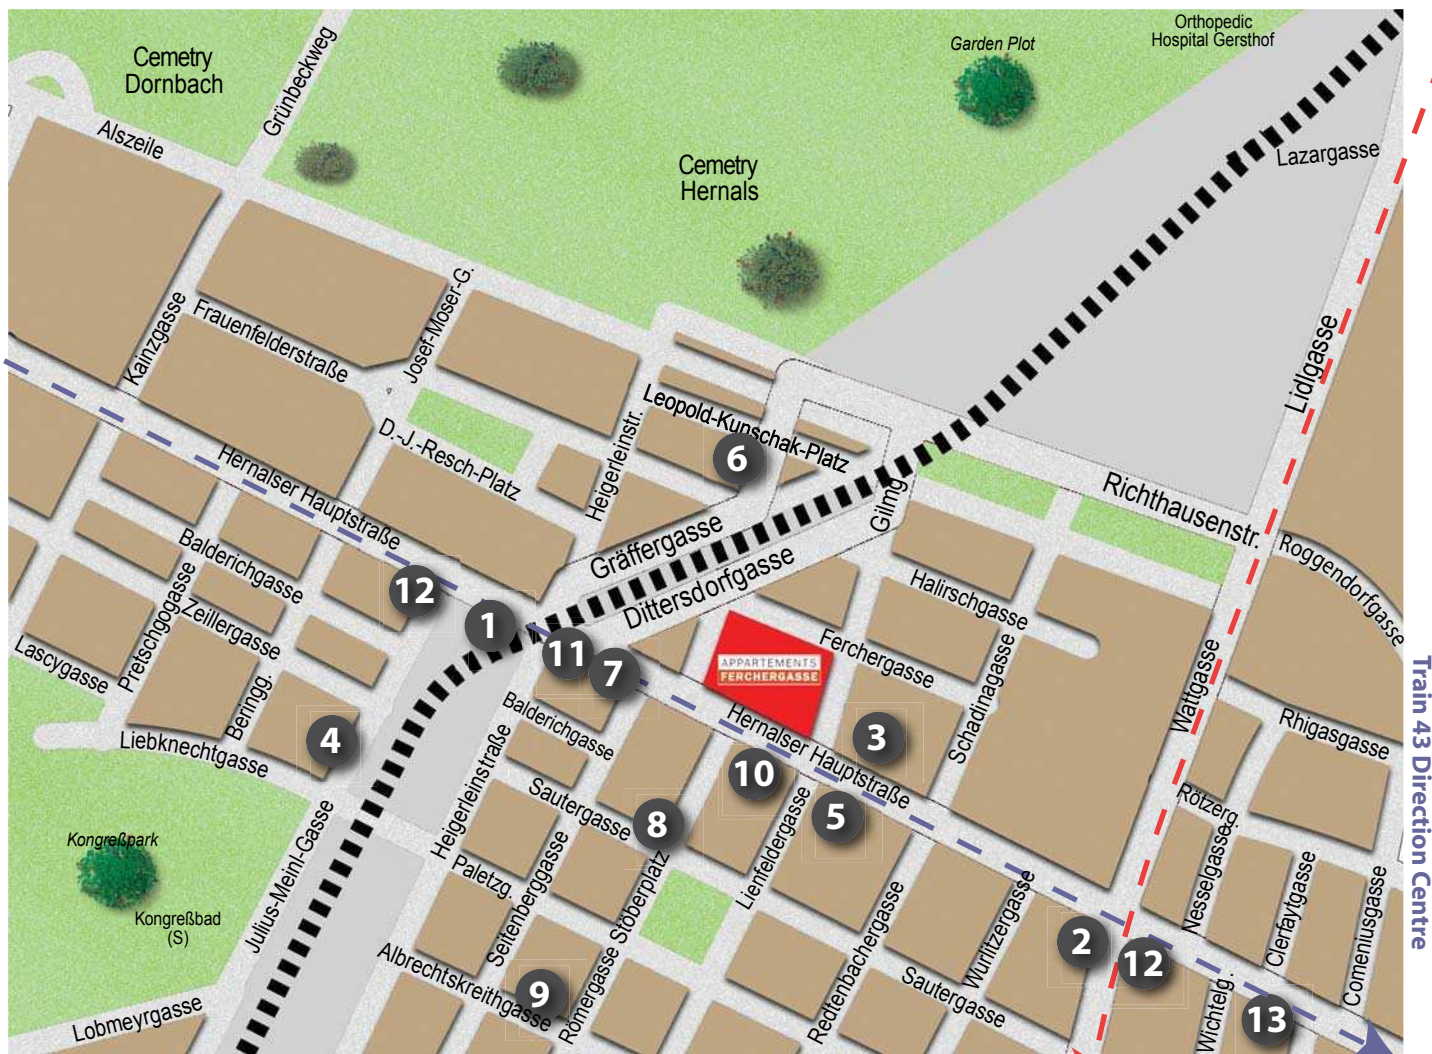 Orthopedic
Hospital Gersthof
Garden Plot
Cemetry
Dornbach
Grünbeckweg
Alszeile
Cemetry
Hernals
Lazargasse
Kainzgasse
Frauenfelderstraße
Josef-Moser-G.
Lidlgasse
Leopold-Kunschak-Platz
Heigerleinstr.
D.-J.-Resch-Platz
6
Hernalser Hauptstraße
Richthausenstr.
Gilmg.
Gräffergasse
Dittersdorfgasse
Roggendorfgasse
Balderichgasse
Zeillergasse
Pretschgogasse
Lascygasse
Beringg.
Liebknechtgasse
12
1
11
7
4
Halirschgasse
Ferchergasse
Schadinagasse
APPARTEMENTS
FERCHERGASSE
Hernalser Hauptstraße
3
Wattgasse
Rhigasgasse
Train 43 Direction Centre
Balderichgasse
Heigerleinstraße
Sautergasse
10
5
8
Rötzerg.
Kongreßpark
Julius-Meinl-Gasse
Paletzg.
Seitenberggasse
Stöberplatz
Lienfeldergasse
Redtenbachergasse
Wurlitzergasse
Nesselgasse
Clerfaytgasse
Comeniusgasse
Kongreßbad
(S)
Albrechtskreithgasse
9
Römergasse
2
12
Sautergasse
Wichtelg.
13
Lobmeyrgasse